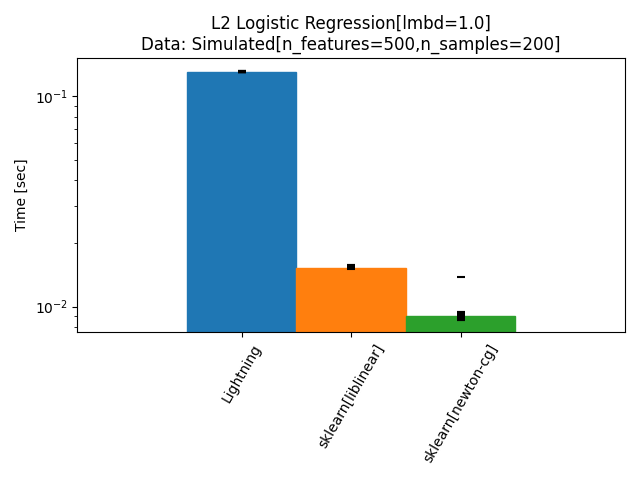 L2 Logistic Regression[lmbd=1.0]
Data: Simulated[n_features=500,n_samples=200]
Time [sec]
10⁻¹
10⁻²
Lightning
sklearn[liblinear]
sklearn[newton-cg]